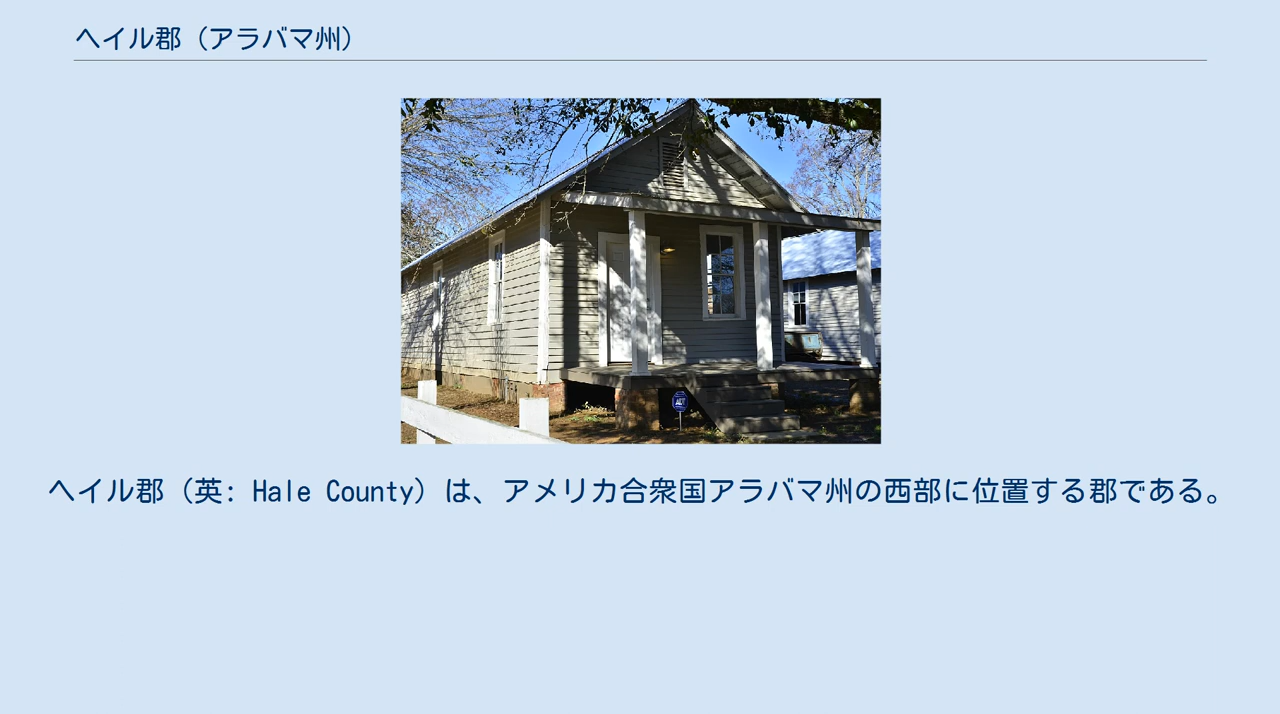 ヘイル郡（アラバマ州）
ADT
ヘイル郡（英: Hale County）は、アメリカ合衆国アラバマ州の西部に位置する郡である。